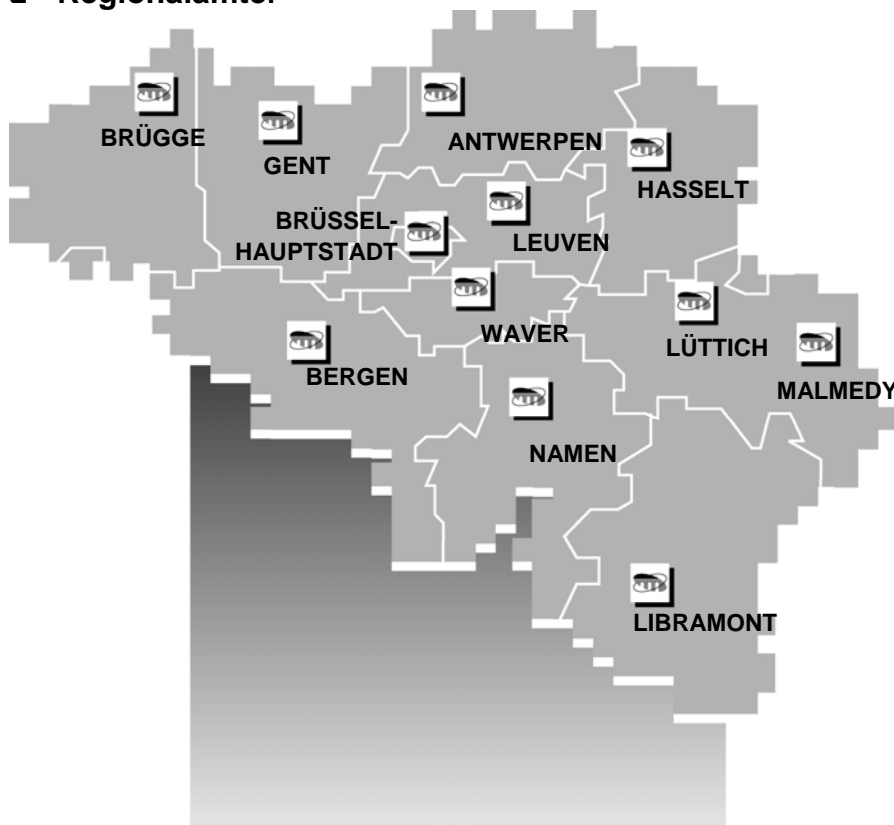 Regionalämter
BRÜGGE
GENT
ANTWERPEN
HASSELT
BRÜSSEL-
HAUPTSTADT
LEUVEN
WAVER
LÜTTICH
BERGEN
MALMEDY
NAMEN
LIBRAMONT